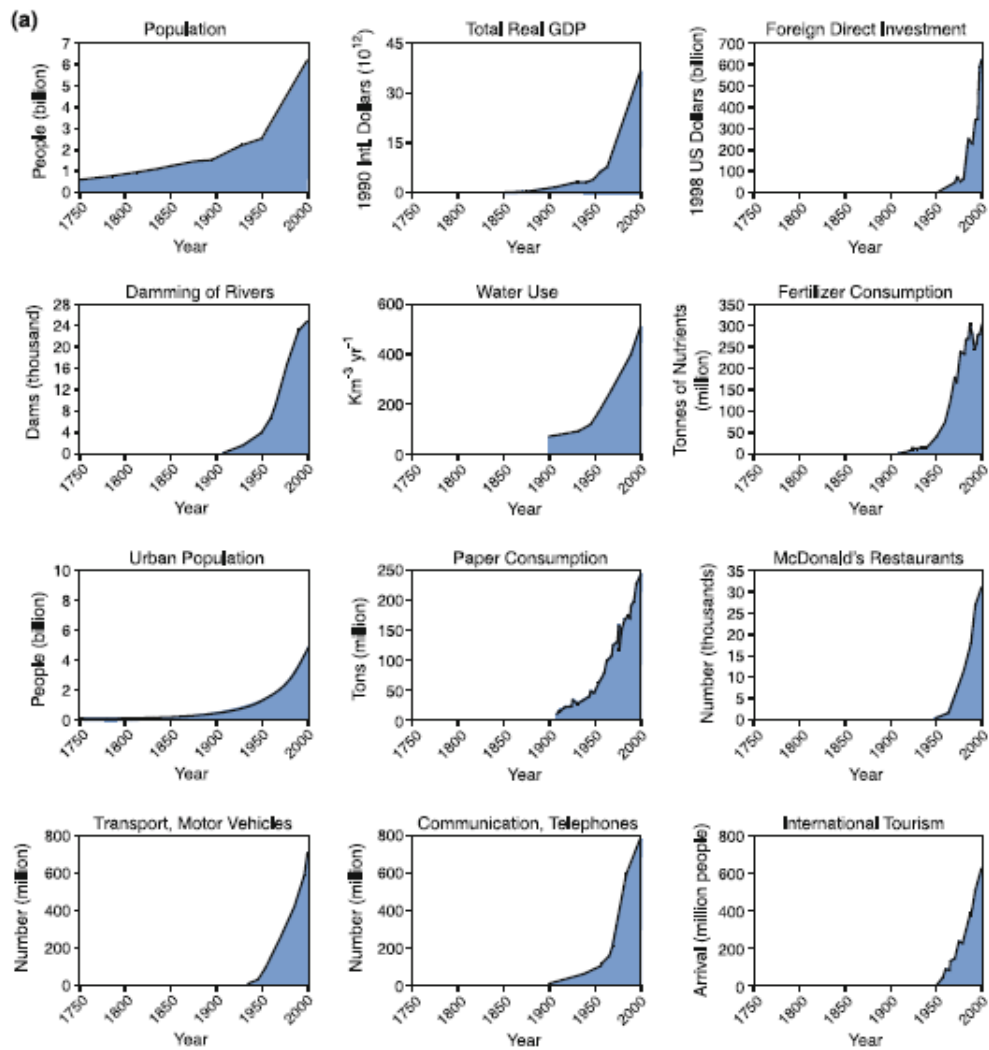 (a)
Population
7
6
5
4
3
2
1
0
People (billion)
1750 1800 1850 1900 1950 2000
Year
Total Real GDP
45
30
15
0
1990 Intl. Dollars (10¹²)
1750 1800 1850 1900 1950 2000
Year
Foreign Direct Investment
700
600
500
400
300
200
100
0
1998 US Dollars (billion)
1750 1800 1850 1900 1950 2000
Year
Damming of Rivers
28
24
20
16
12
8
4
0
Dams (thousand)
1750 1800 1850 1900 1950 2000
Year
Water Use
600
400
200
0
Km⁻³ yr⁻¹
1750 1800 1850 1900 1950 2000
Year
Fertilizer Consumption
350
300
250
200
150
100
50
0
Tonnes of Nutrients
(million)
1750 1800 1850 1900 1950 2000
Year
Urban Population
10
8
6
4
2
0
People (billion)
1750 1800 1850 1900 1950 2000
Year
Paper Consumption
250
200
150
100
50
0
Tons (million)
1750 1800 1850 1900 1950 2000
Year
McDonald's Restaurants
35
30
25
20
15
10
5
0
Number (thousands)
1750 1800 1850 1900 1950 2000
Year
Transport, Motor Vehicles
800
600
400
200
0
Number (million)
1750 1800 1850 1900 1950 2000
Year
Communication, Telephones
800
600
400
200
0
Number (million)
1750 1800 1850 1900 1950 2000
Year
International Tourism
800
600
400
200
0
Arrival (million people)
1750 1800 1850 1900 1950 2000
Year